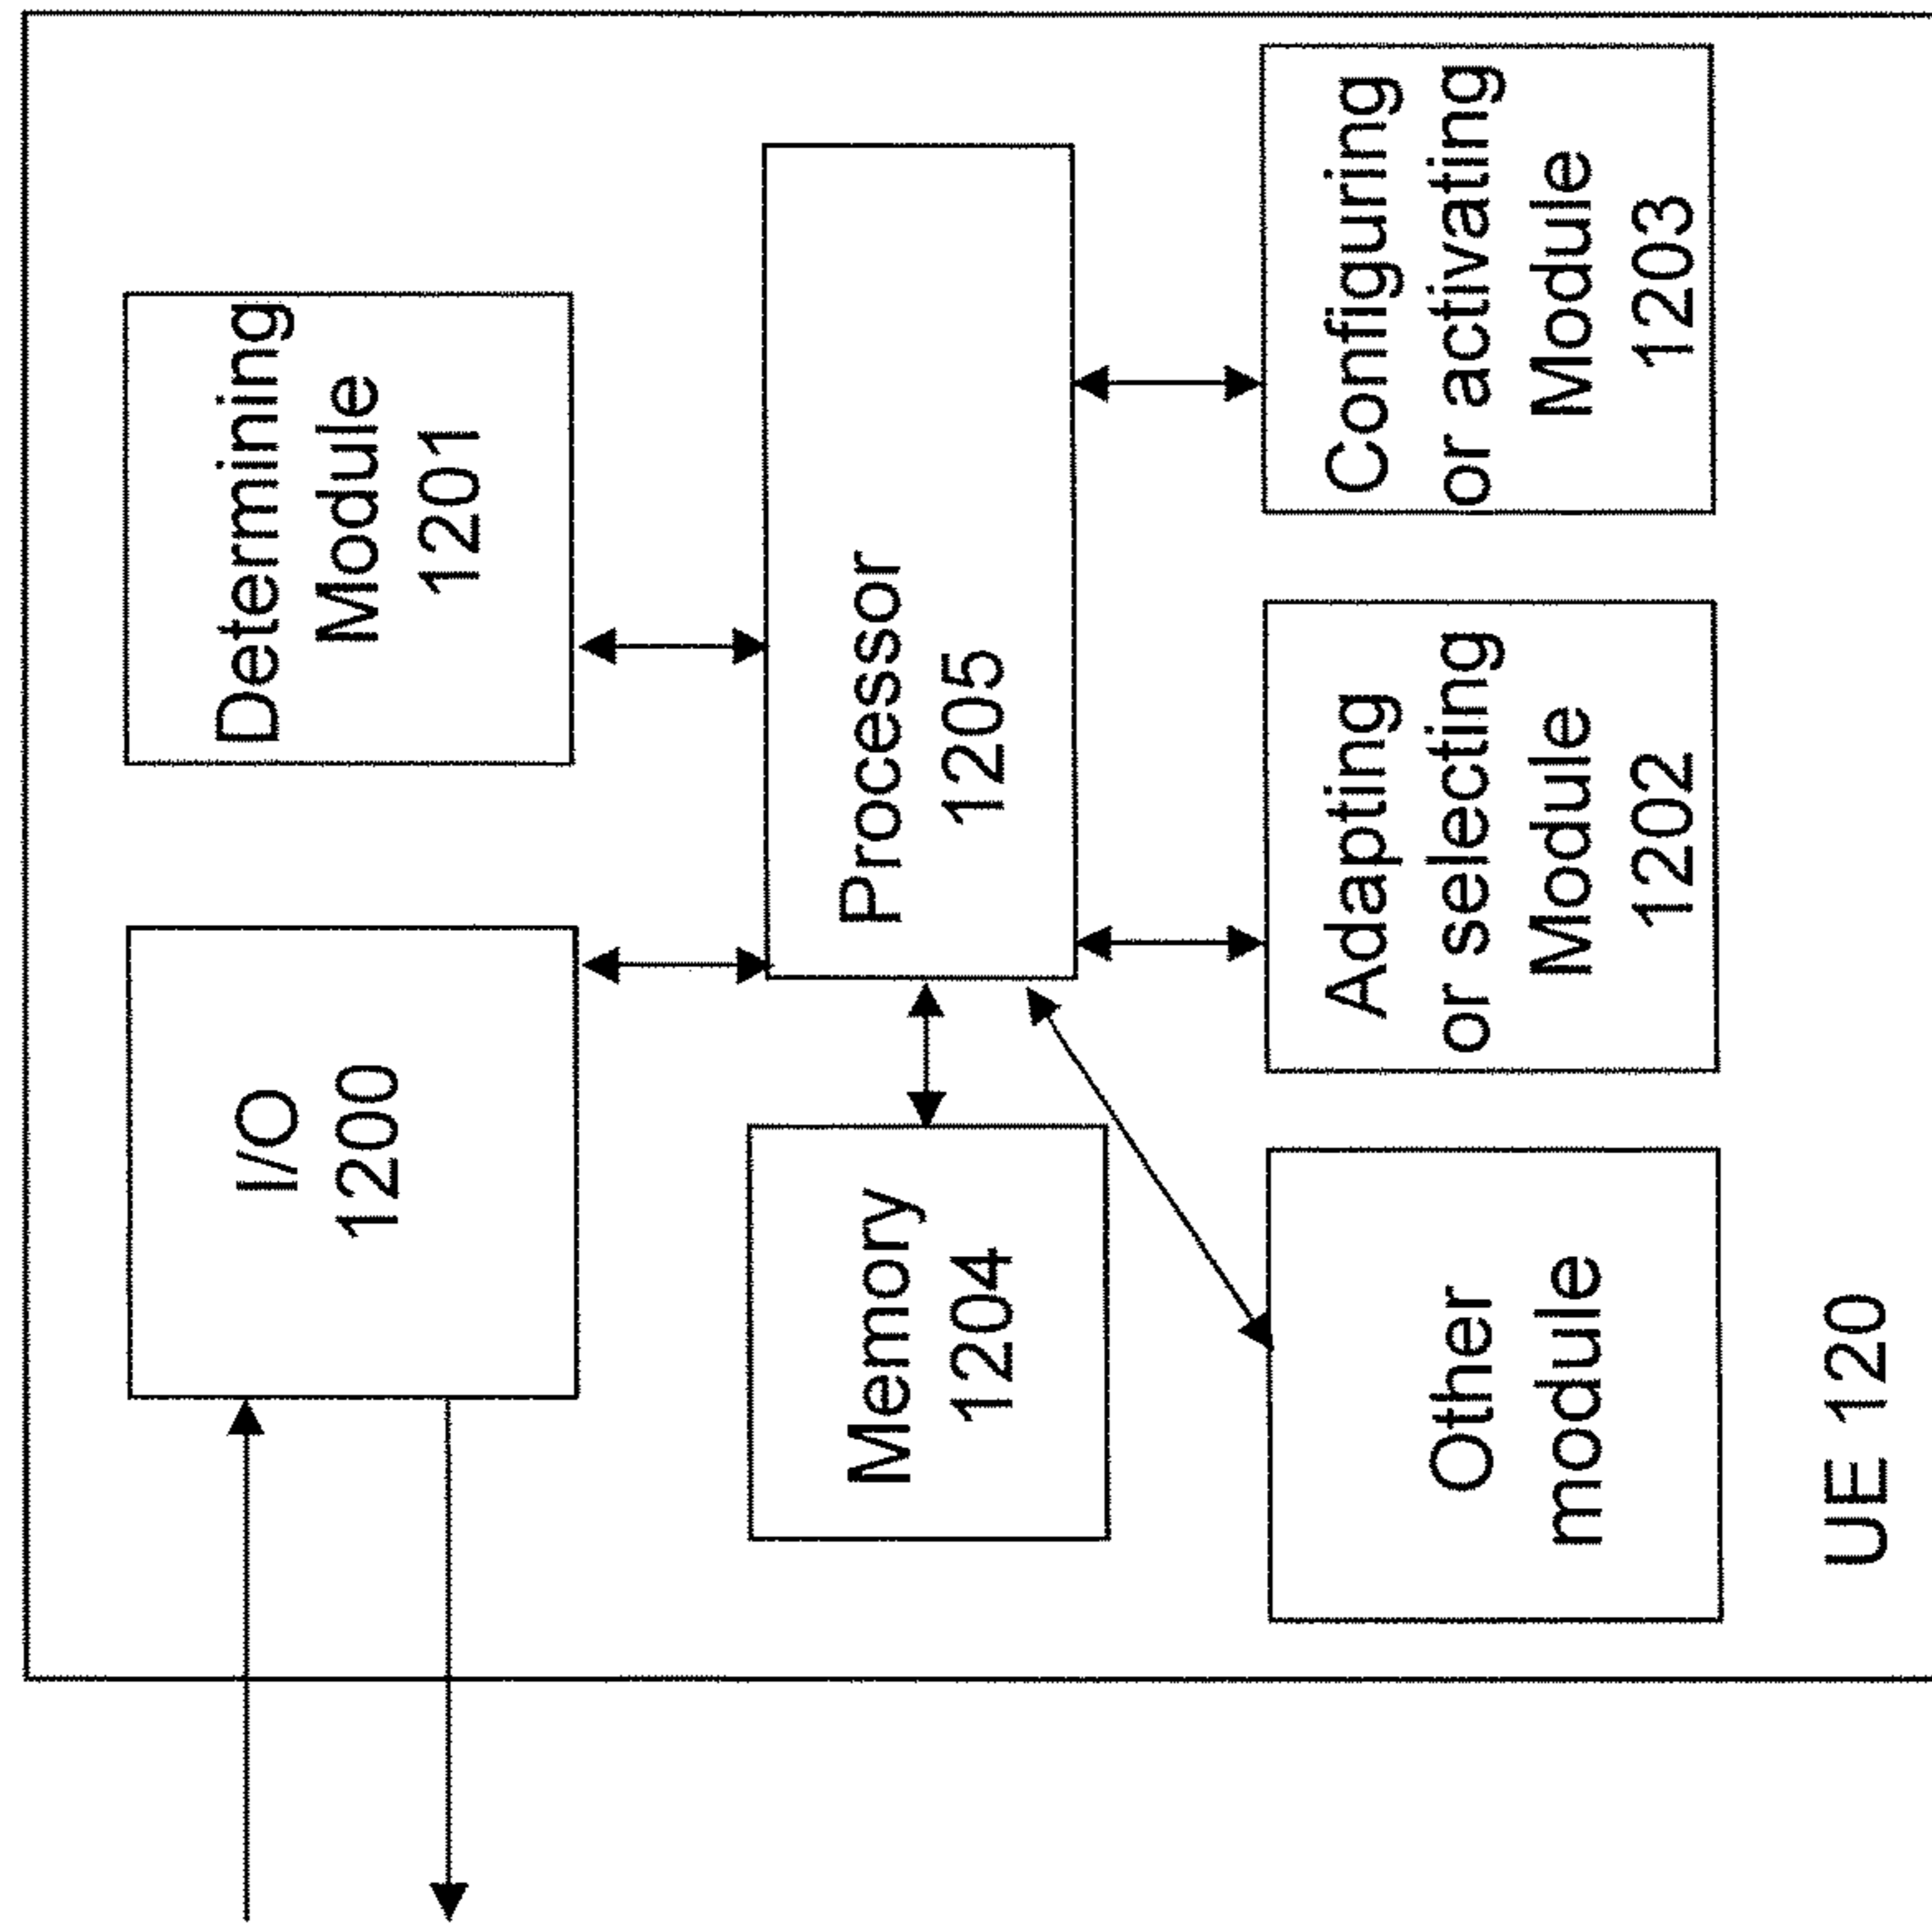 I/O
1200
Determining
Module
1201
Memory
1204
Processor
1205
Other
module
Adapting
or selecting
Module
1202
Configuring
or activating
Module
1203
UE 120